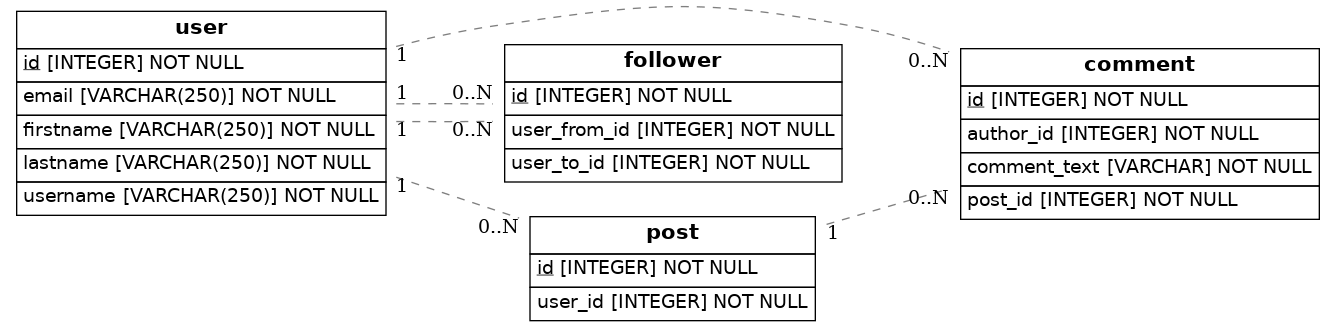 user
id [INTEGER] NOT NULL
email [VARCHAR(250)] NOT NULL
firstname [VARCHAR(250)] NOT NULL
lastname [VARCHAR(250)] NOT NULL
username [VARCHAR(250)] NOT NULL
1
1
1
1
0..N
0..N
0..N
follower
id [INTEGER] NOT NULL
user_from_id [INTEGER] NOT NULL
user_to_id [INTEGER] NOT NULL
post
id [INTEGER] NOT NULL
user_id [INTEGER] NOT NULL
1
0..N
0..N
comment
id [INTEGER] NOT NULL
author_id [INTEGER] NOT NULL
comment_text [VARCHAR] NOT NULL
post_id [INTEGER] NOT NULL